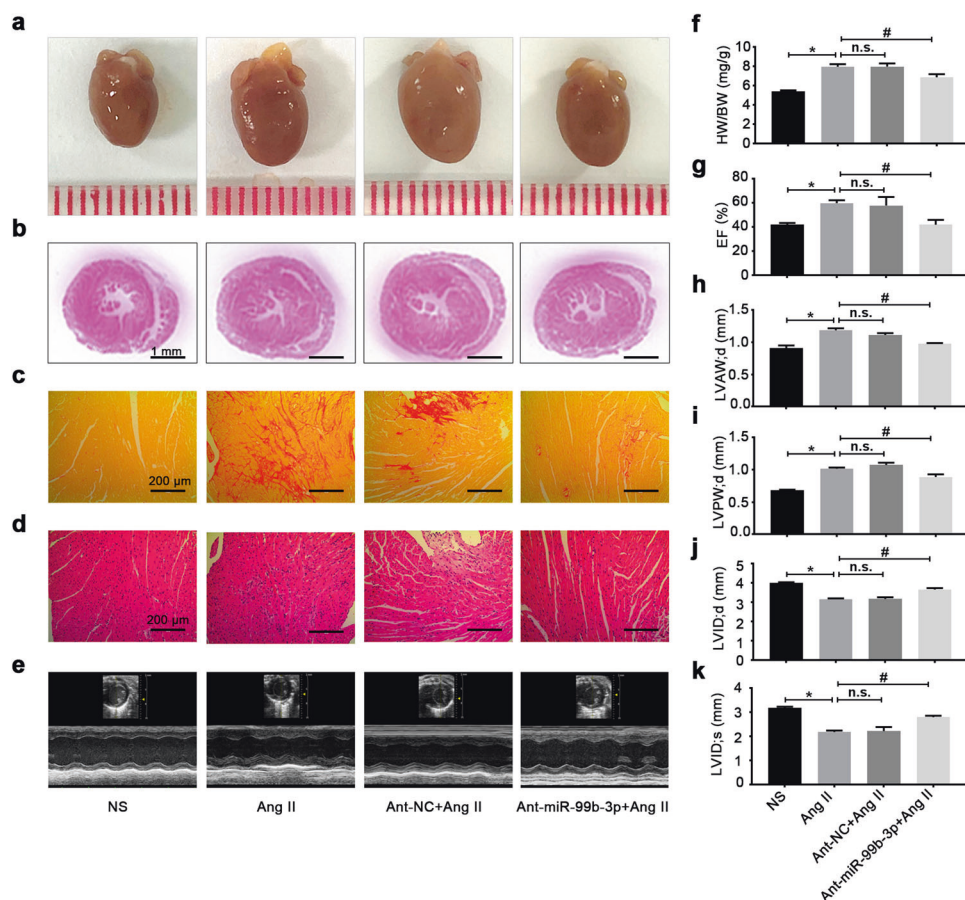 a
b
1 mm
c
200 µm
d
200 µm
e
NS
Ang II
Ant-NC+Ang II
Ant-miR-99b-3p+Ang II
f
HW/BW (mg/g)
10
8
6
4
2
0
*
n.s.
#
g
EF (%)
80
60
40
20
0
*
n.s.
#
h
LVAW;d (mm)
1.5
1.0
0.5
0.0
*
n.s.
#
i
LVPW;d (mm)
1.5
1.0
0.5
0.0
*
n.s.
#
j
LVID;d (mm)
5
4
3
2
1
0
*
n.s.
#
k
LVID;s (mm)
4
3
2
1
0
*
n.s.
#
NS
Ang II
Ant-NC+Ang II
Ant-miR-99b-3p+Ang II